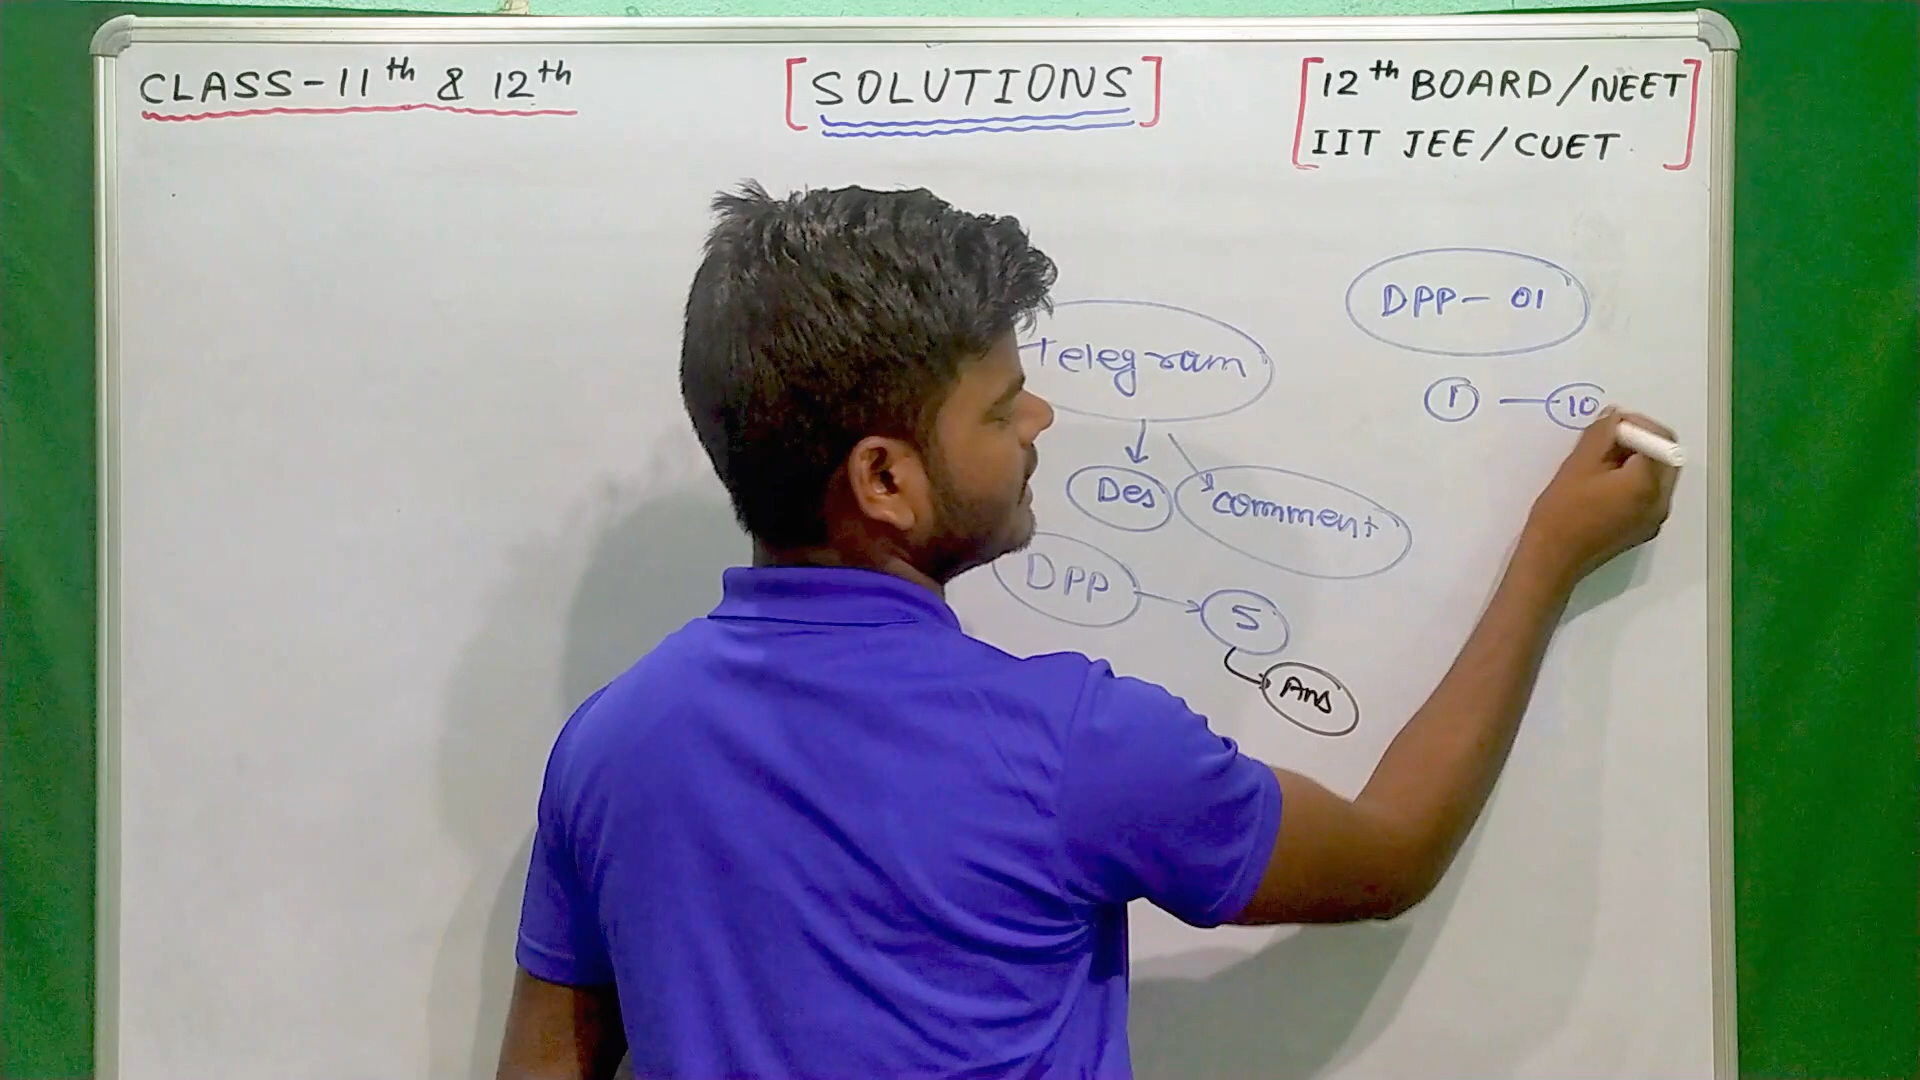 CLASS-11th & 12th
[SOLUTIONS]
[12th BOARD/NEET
IIT JEE/CUET]
DPP- 01
1 — 10
Telegram
Des
comment
DPP
5
Ans